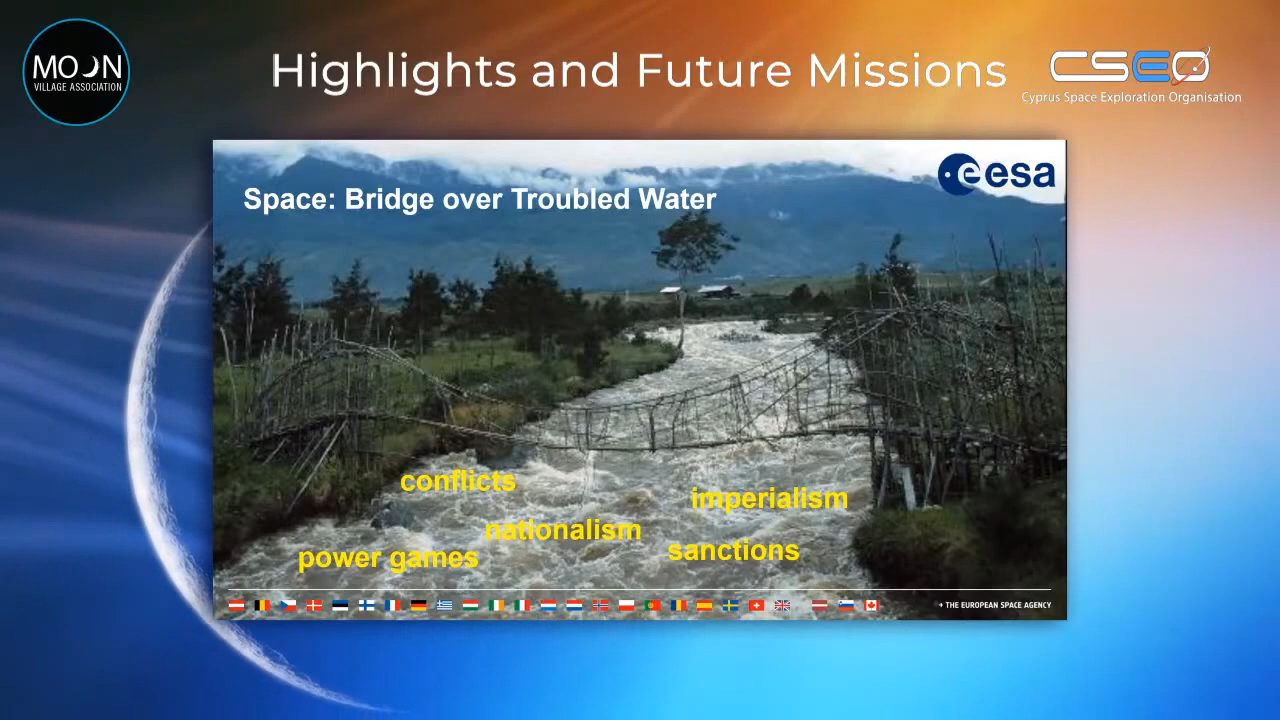 MOON
VILLAGE ASSOCIATION
Highlights and Future Missions
CSEO
Cyprus Space Exploration Organisation
esa
Space: Bridge over Troubled Water
conflicts
imperialism
nationalism
power games
sanctions
→ THE EUROPEAN SPACE AGENCY